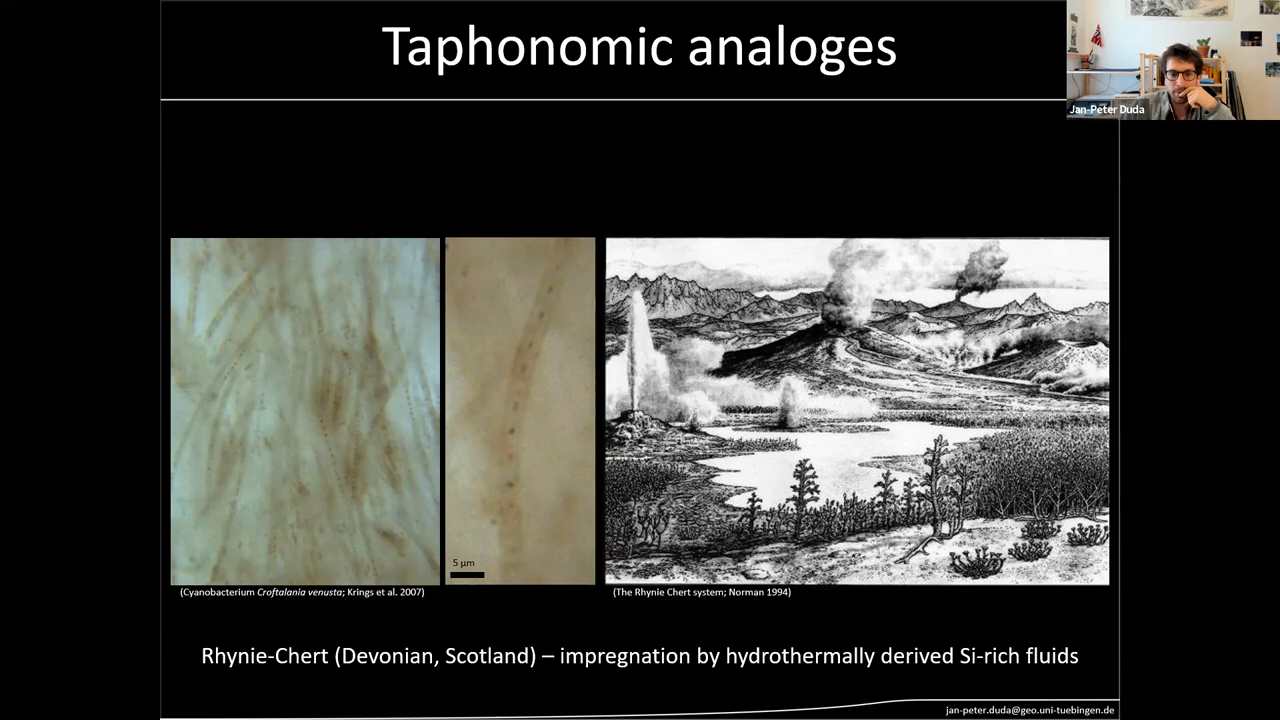 Taphonomic analoges
Jan-Peter Duda
5 µm
(Cyanobacterium Croftalania venusta; Krings et al. 2007)
(The Rhynie Chert system; Norman 1994)
Rhynie-Chert (Devonian, Scotland) – impregnation by hydrothermally derived Si-rich fluids
jan-peter.duda@geo.uni-tuebingen.de